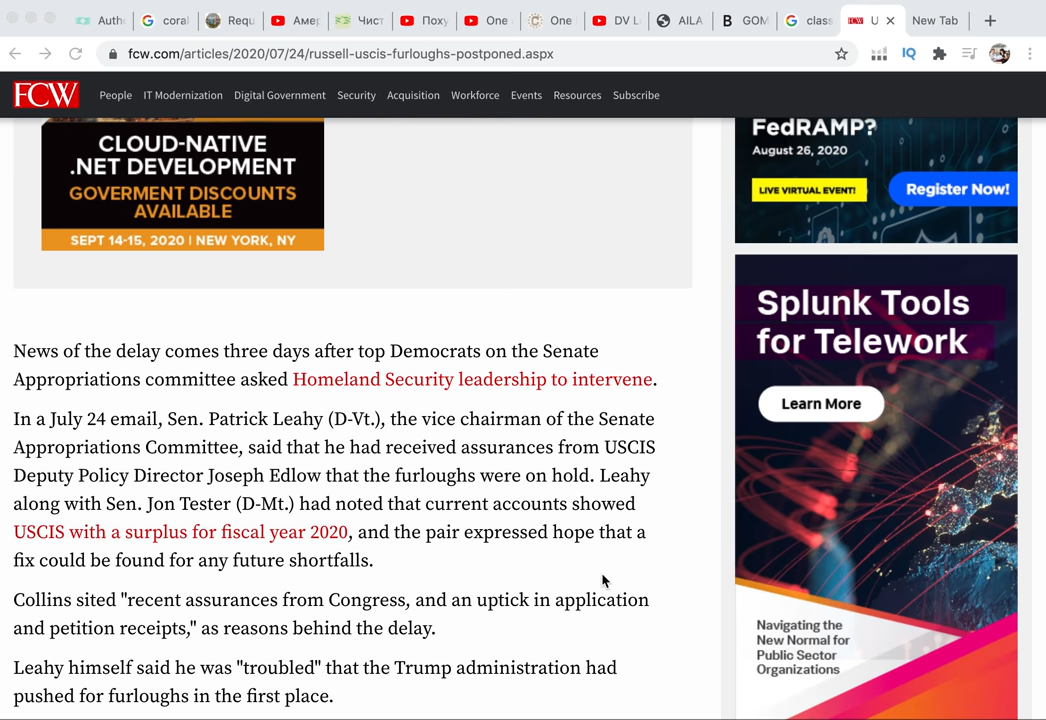 Auth
coral
Requ
Амер
Чист
Поху
One
One
DV L
AILA
GOM
class
U
New Tab
fcw.com/articles/2020/07/24/russell-uscis-furloughs-postponed.aspx
IQ
FCW
People
IT Modernization
Digital Government
Security
Acquisition
Workforce
Events
Resources
Subscribe
CLOUD-NATIVE
.NET DEVELOPMENT
GOVERMENT DISCOUNTS
AVAILABLE
SEPT 14-15, 2020 | NEW YORK, NY
FedRAMP?
August 26, 2020
LIVE VIRTUAL EVENT!
Register Now!
News of the delay comes three days after top Democrats on the Senate
Appropriations committee asked Homeland Security leadership to intervene.
In a July 24 email, Sen. Patrick Leahy (D-Vt.), the vice chairman of the Senate
Appropriations Committee, said that he had received assurances from USCIS
Deputy Policy Director Joseph Edlow that the furloughs were on hold. Leahy
along with Sen. Jon Tester (D-Mt.) had noted that current accounts showed
USCIS with a surplus for fiscal year 2020, and the pair expressed hope that a
fix could be found for any future shortfalls.
Collins sited "recent assurances from Congress, and an uptick in application
and petition receipts," as reasons behind the delay.
Leahy himself said he was "troubled" that the Trump administration had
pushed for furloughs in the first place.
Splunk Tools
for Telework
Learn More
Navigating the
New Normal for
Public Sector
Organizations